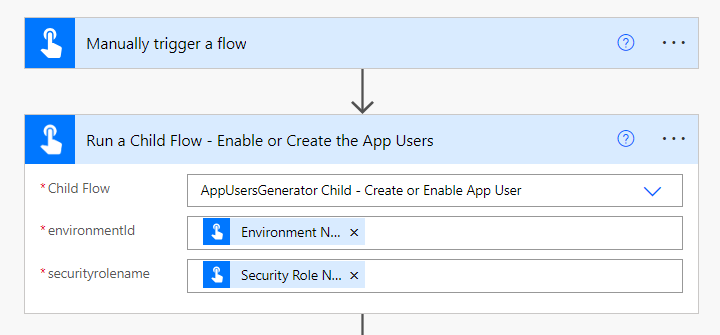 Manually trigger a flow
Run a Child Flow - Enable or Create the App Users
* Child Flow
AppUsersGenerator Child - Create or Enable App User
* environmentId
Environment N... ×
* securityrolename
Security Role N... ×